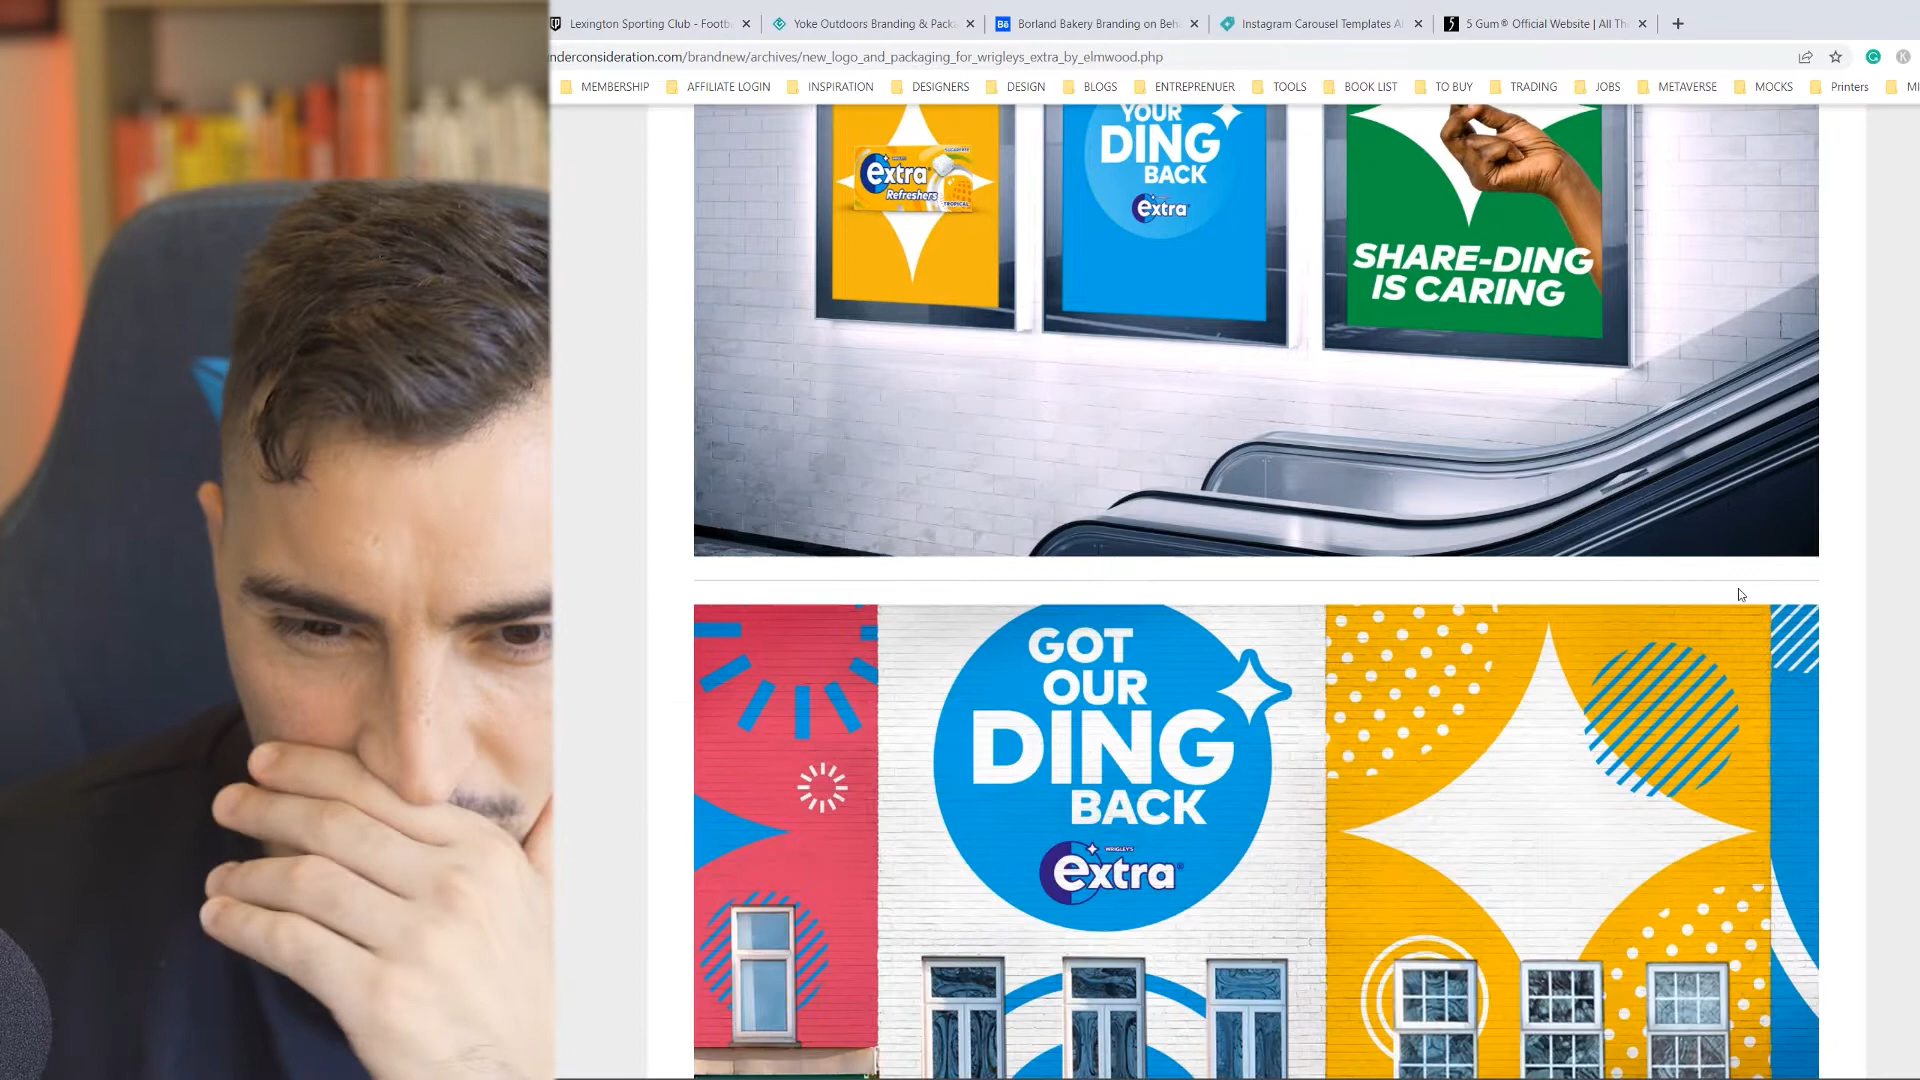 Lexington Sporting Club - Footb
Yoke Outdoors Branding & Pack
Bē Borland Bakery Branding on Beh
Instagram Carousel Templates A
5 Gum® Official Website | All Th
nderconsideration.com/brandnew/archives/new_logo_and_packaging_for_wrigleys_extra_by_elmwood.php
MEMBERSHIP
AFFILIATE LOGIN
INSPIRATION
DESIGNERS
DESIGN
BLOGS
ENTREPRENUER
TOOLS
BOOK LIST
TO BUY
TRADING
JOBS
METAVERSE
MOCKS
Printers
MI
extra
Refreshers
TROPICAL
YOUR
DING
BACK
extra
SHARE-DING
IS CARING
GOT
OUR
DING
BACK
WRIGLEY'S
extra®